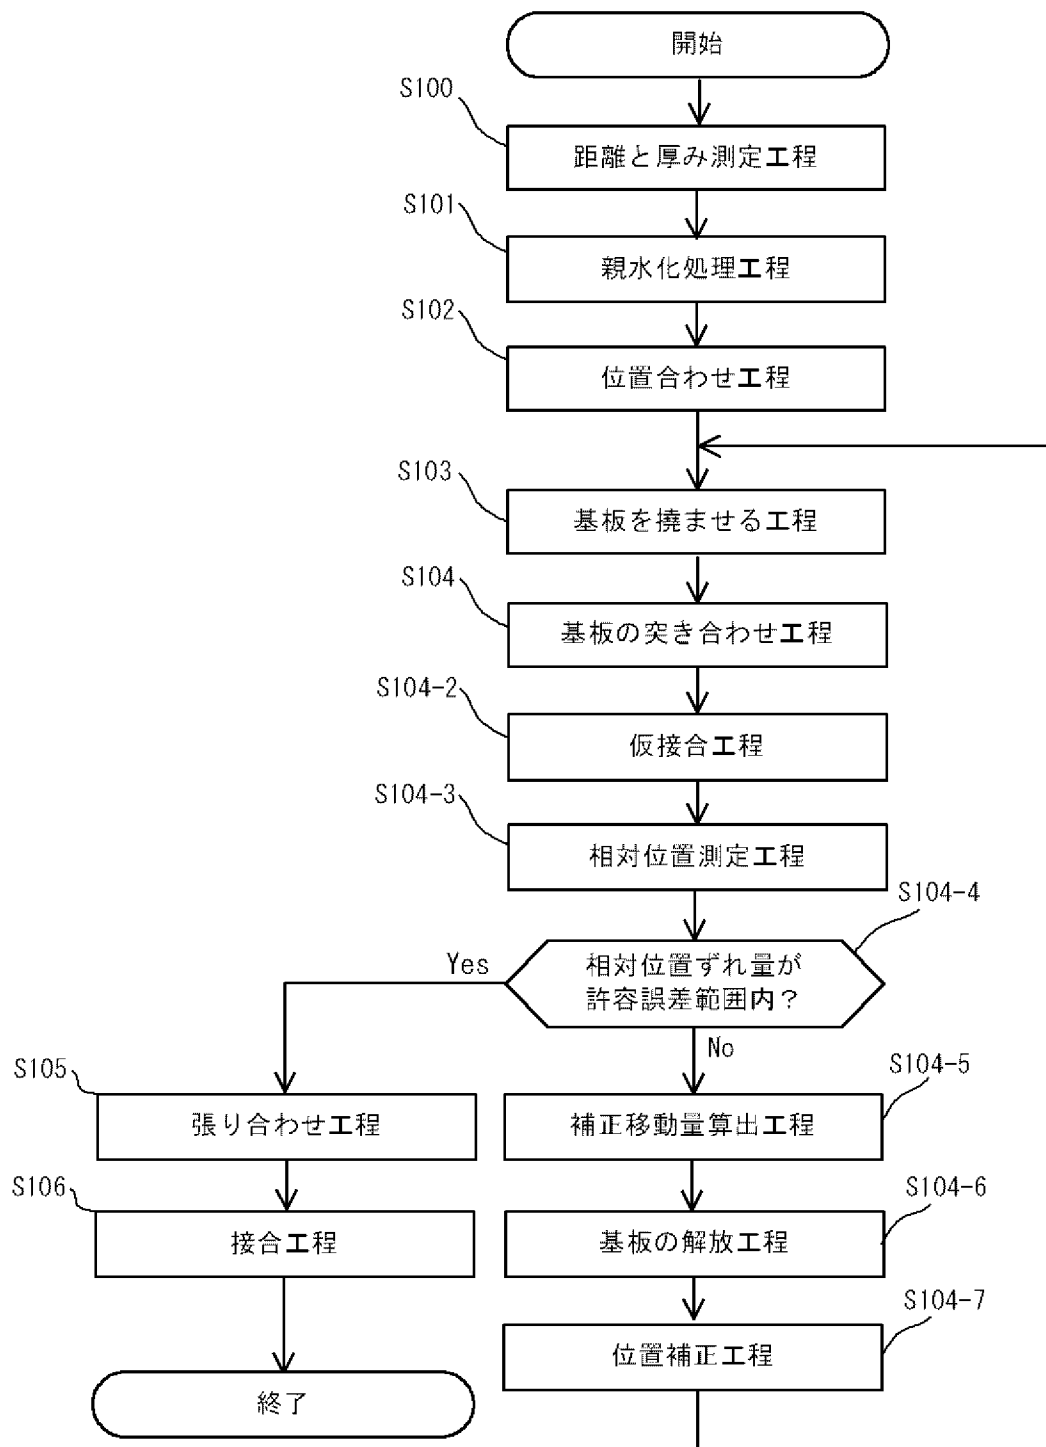 開始
S100
距離と厚み測定工程
S101
親水化処理工程
S102
位置合わせ工程
S103
基板を撓ませる工程
S104
基板の突き合わせ工程
S104-2
仮接合工程
S104-3
相対位置測定工程
S104-4
相対位置ずれ量が
許容誤差範囲内？
Yes
No
S105
張り合わせ工程
S104-5
補正移動量算出工程
S106
接合工程
S104-6
基板の解放工程
S104-7
位置補正工程
終了